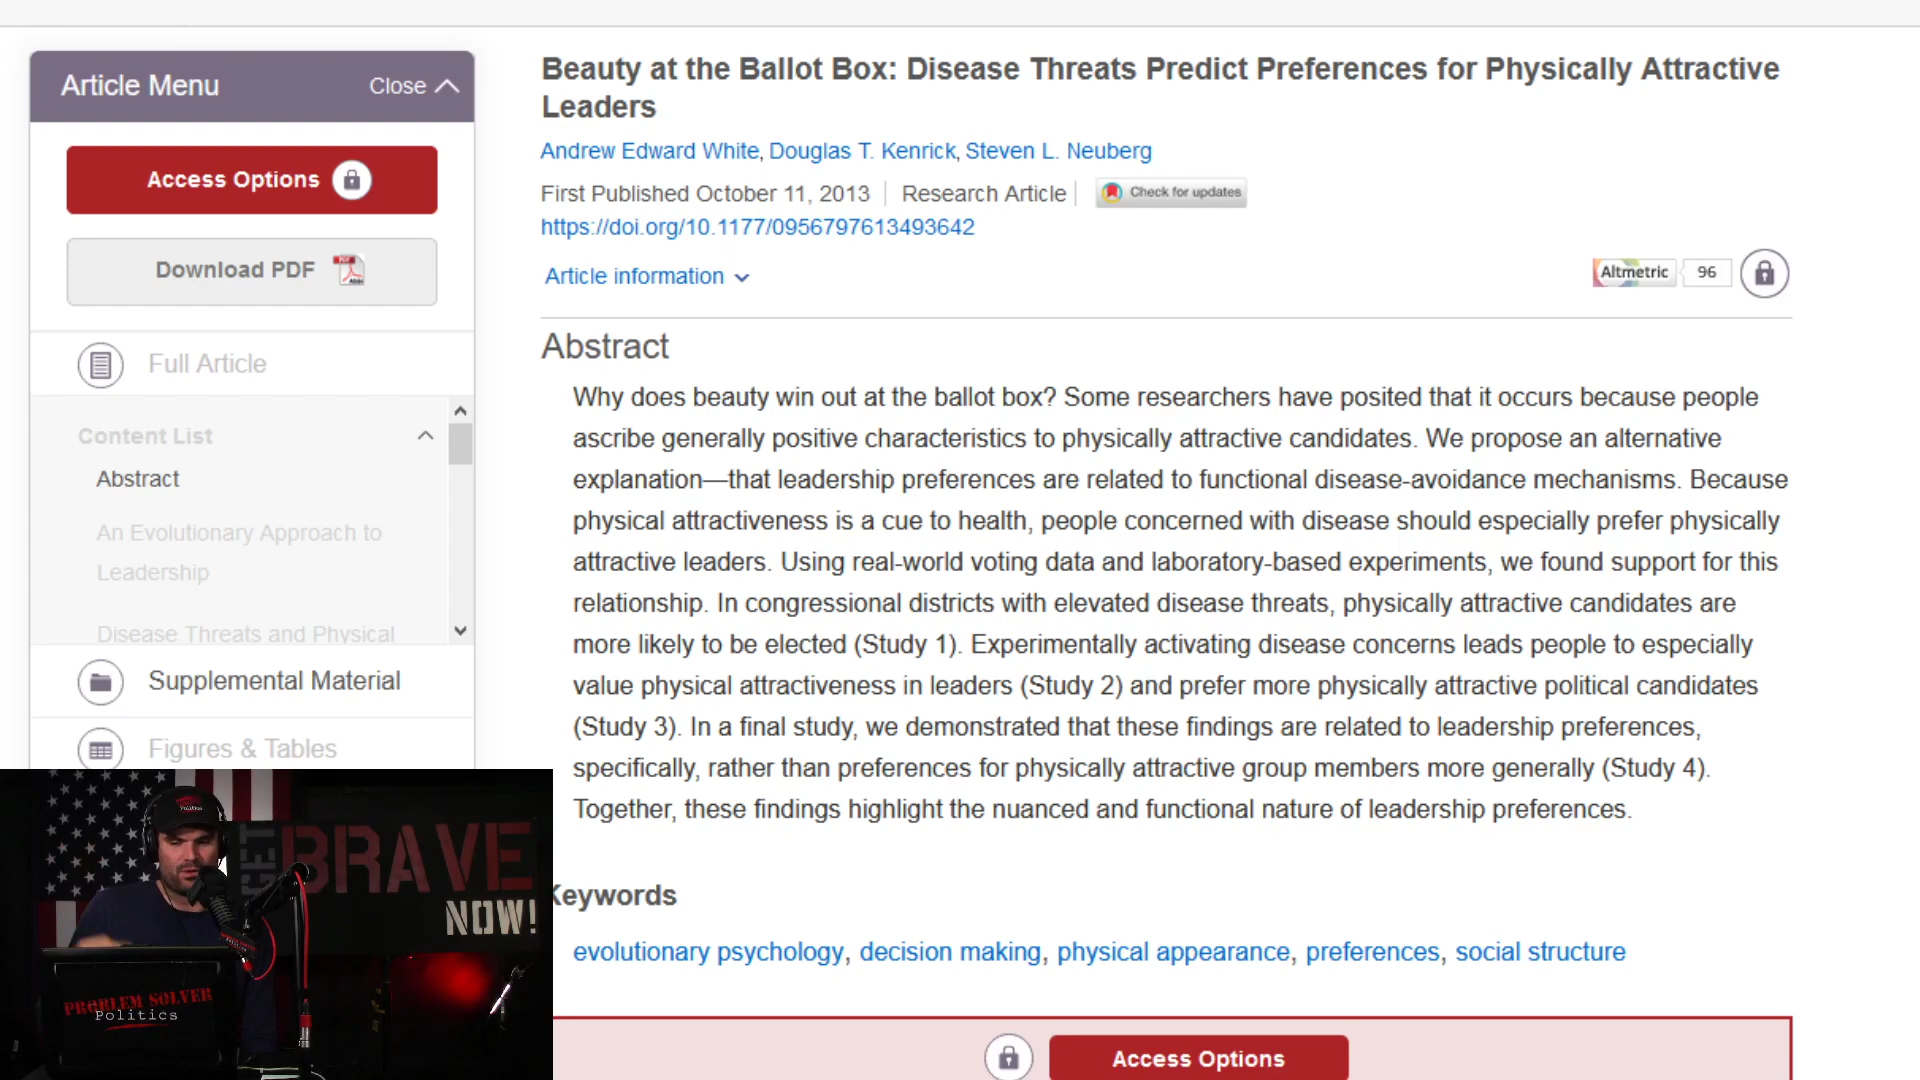 Article Menu
Close
Access Options
Download PDF
Full Article
Content List
Abstract
An Evolutionary Approach to
Leadership
Disease Threats and Physical
Supplemental Material
Figures & Tables
Beauty at the Ballot Box: Disease Threats Predict Preferences for Physically Attractive
Leaders
Andrew Edward White, Douglas T. Kenrick, Steven L. Neuberg
First Published October 11, 2013
Research Article
Check for updates
https://doi.org/10.1177/0956797613493642
Article information
Altmetric
96
Abstract
Why does beauty win out at the ballot box? Some researchers have posited that it occurs because people
ascribe generally positive characteristics to physically attractive candidates. We propose an alternative
explanation—that leadership preferences are related to functional disease-avoidance mechanisms. Because
physical attractiveness is a cue to health, people concerned with disease should especially prefer physically
attractive leaders. Using real-world voting data and laboratory-based experiments, we found support for this
relationship. In congressional districts with elevated disease threats, physically attractive candidates are
more likely to be elected (Study 1). Experimentally activating disease concerns leads people to especially
value physical attractiveness in leaders (Study 2) and prefer more physically attractive political candidates
(Study 3). In a final study, we demonstrated that these findings are related to leadership preferences,
specifically, rather than preferences for physically attractive group members more generally (Study 4).
Together, these findings highlight the nuanced and functional nature of leadership preferences.
Keywords
evolutionary psychology, decision making, physical appearance, preferences, social structure
Access Options
GET
BRAVE
NOW!
Politics
PROBLEM SOLVER
Politics